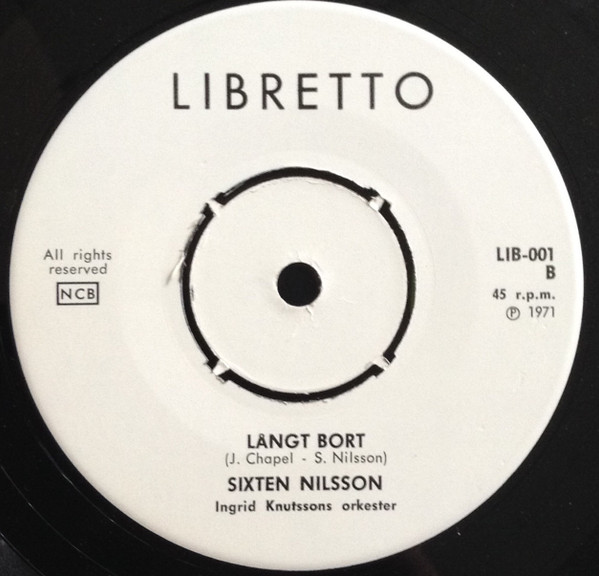 LIBRETTO
All rights
reserved
NCB
LIB-001
B
45 r.p.m.
Ⓟ 1971
LÅNGT BORT
(J. Chapel - S. Nilsson)
SIXTEN NILSSON
Ingrid Knutssons orkester